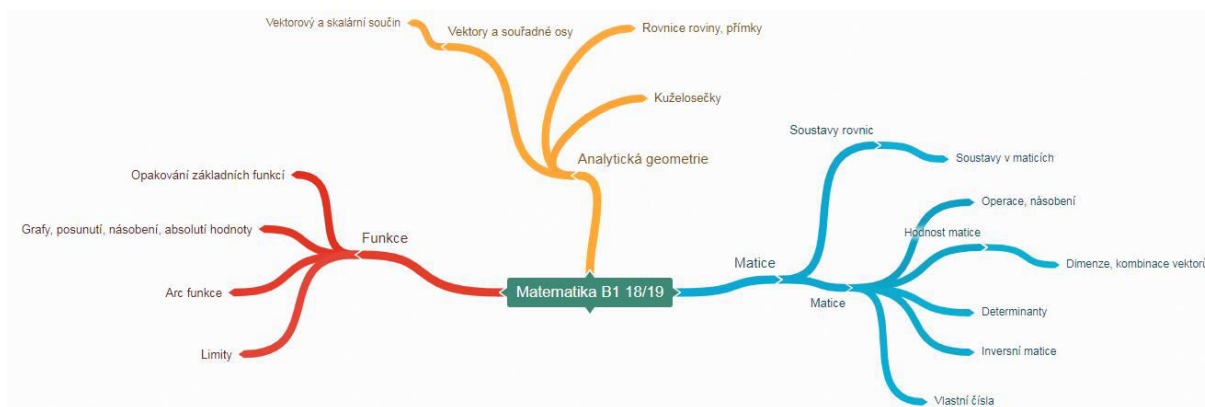 Vektorový a skalární součin
Vektory a souřadné osy
Rovnice roviny, přímky
Kuželosečky
Analytická geometrie
Opakování základních funkcí
Grafy, posunutí, násobení, absolutí hodnoty
Funkce
Arc funkce
Limity
Matematika B1 18/19
Soustavy rovnic
Soustavy v maticích
Matice
Operace, násobení
Hodnost matice
Dimenze, kombinace vektorů
Matice
Determinanty
Inversní matice
Vlastní čísla